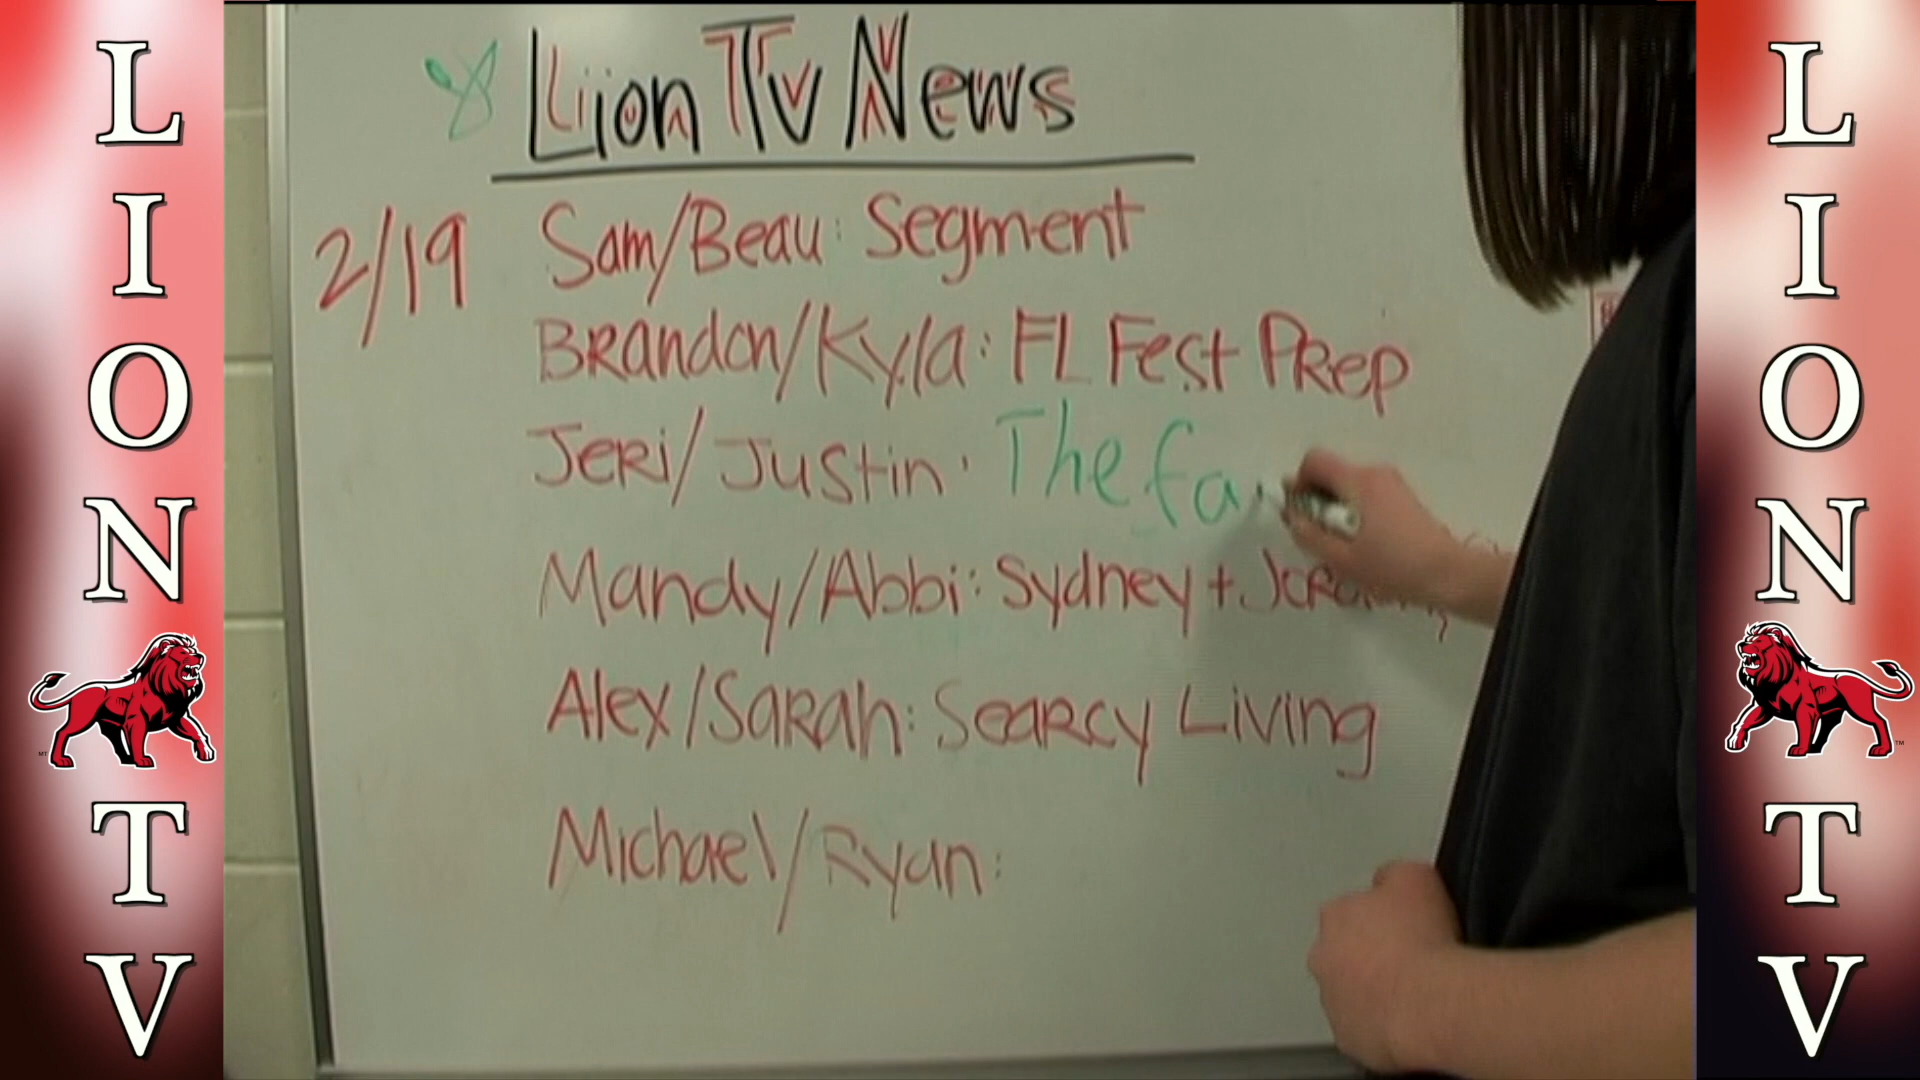 LION TV
Lion Tv News
2/19 Sam/Beau: Segment
Brandon/Kyla: FL Fest Prep
Jeri/Justin: The fa
Mandy/Abbi: Sydney +
Alex/Sarah: Searcy Living
Michael/Ryan:
LION TV